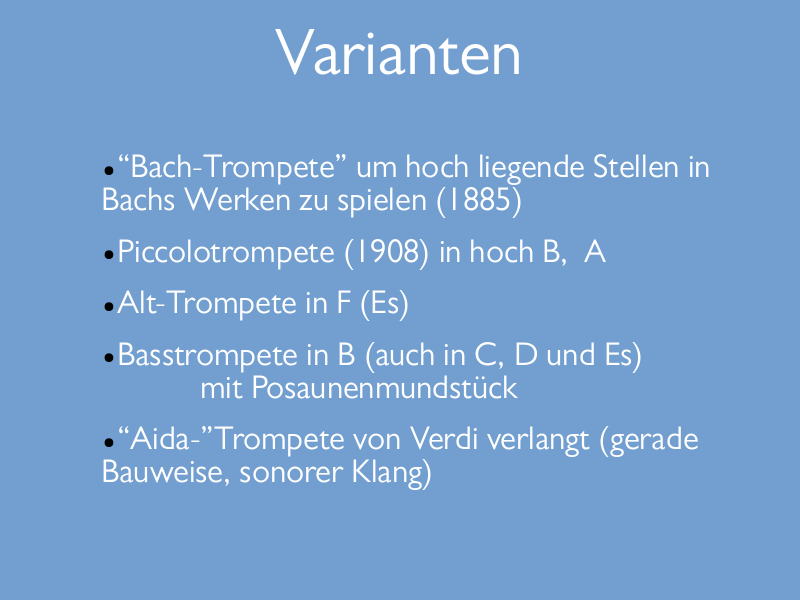 Varianten
•“Bach-Trompete” um hoch liegende Stellen in
Bachs Werken zu spielen (1885)
•Piccolotrompete (1908) in hoch B,  A
•Alt-Trompete in F (Es)
•Basstrompete in B (auch in C, D und Es)
mit Posaunenmundstück
•“Aida-”Trompete von Verdi verlangt (gerade
Bauweise, sonorer Klang)